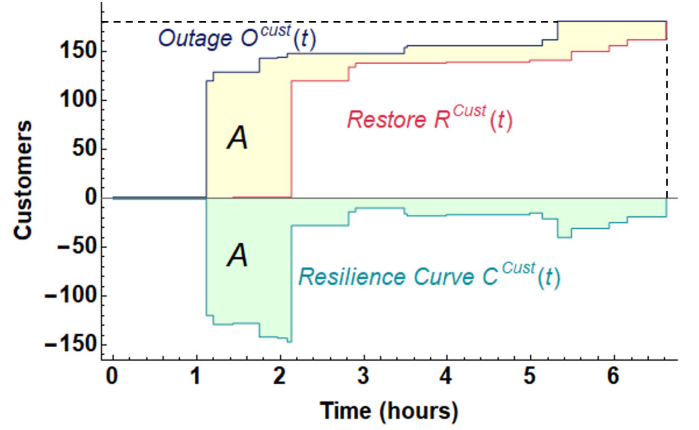 Outage O^cust(t)
150
100
50
0
-50
-100
-150
Customers
A
Restore R^Cust(t)
A
Resilience Curve C^Cust(t)
0 1 2 3 4 5 6
Time (hours)